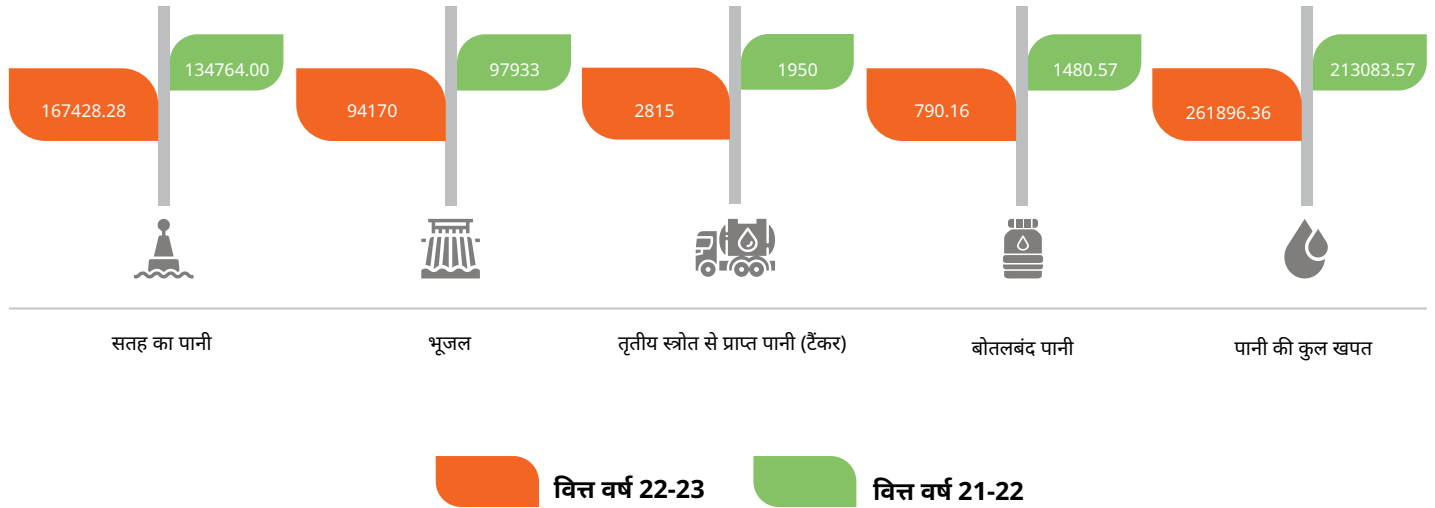 134764.00
97933
1950
1480.57
213083.57
167428.28
94170
2815
790.16
261896.36
सतह का पानी
भूजल
तृतीय स्त्रोत से प्राप्त पानी (टैंकर)
बोतलबंद पानी
पानी की कुल खपत
वित्त वर्ष 22-23
वित्त वर्ष 21-22